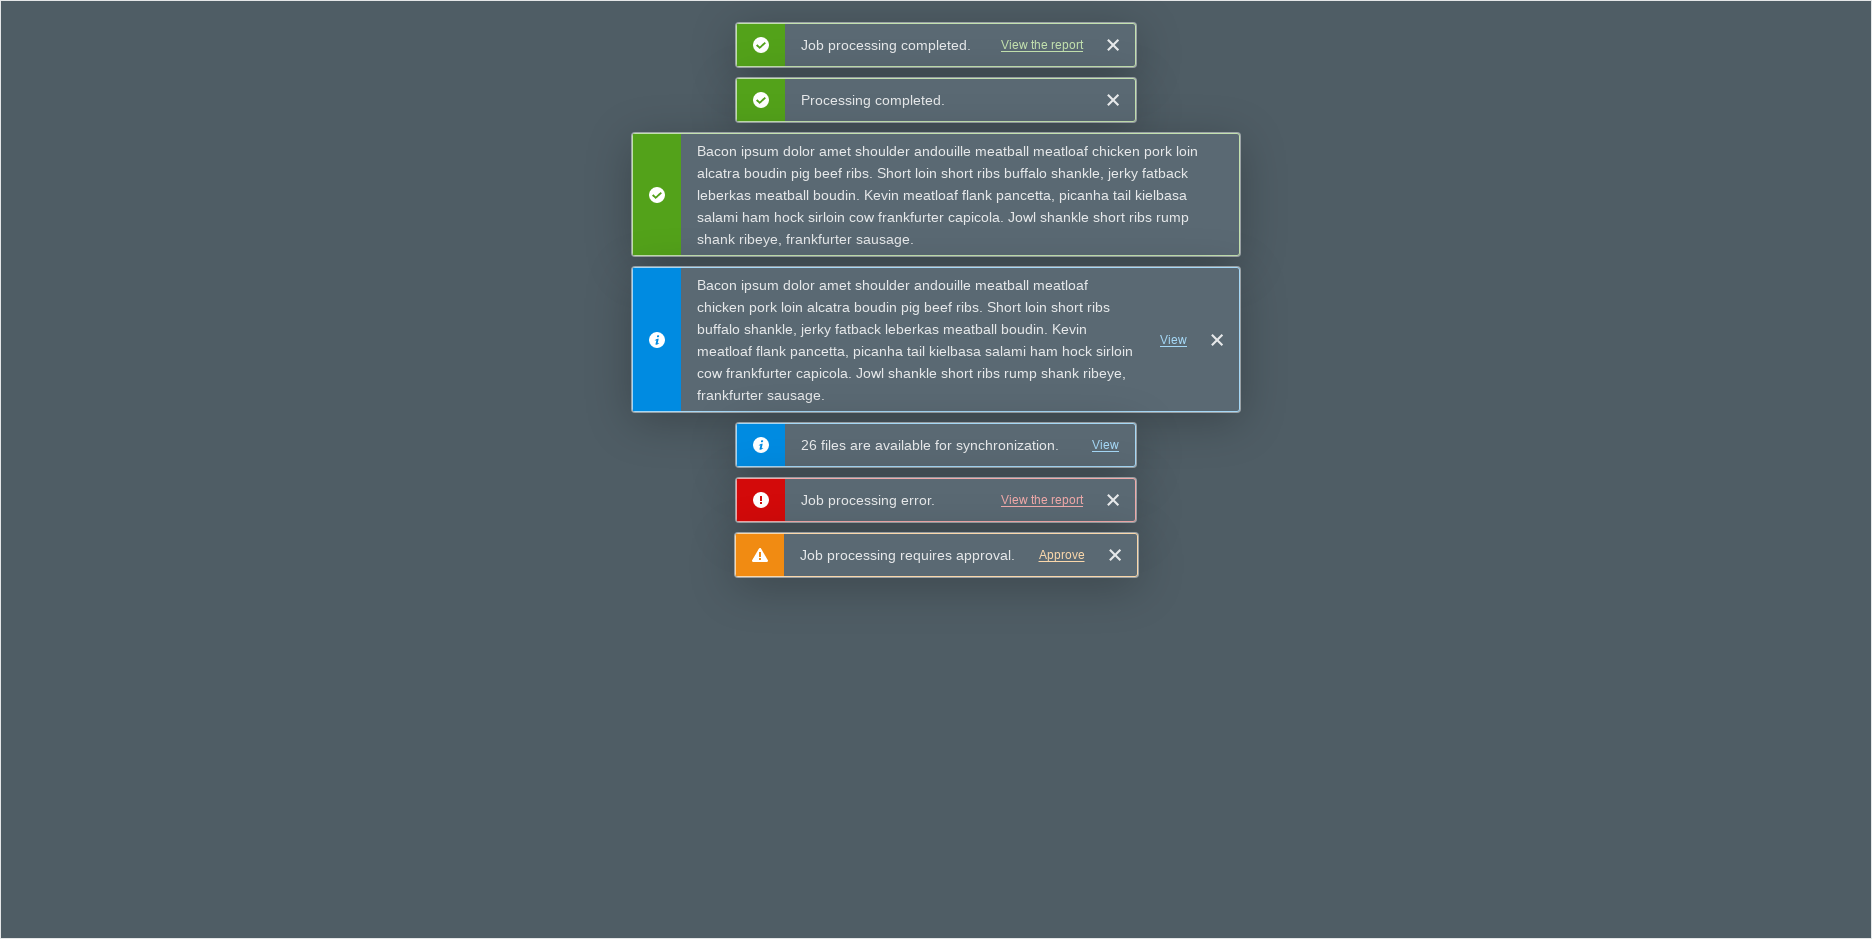 Job processing completed. View the report
Processing completed.
Bacon ipsum dolor amet shoulder andouille meatball meatloaf chicken pork loin
alcatra boudin pig beef ribs. Short loin short ribs buffalo shankle, jerky fatback
leberkas meatball boudin. Kevin meatloaf flank pancetta, picanha tail kielbasa
salami ham hock sirloin cow frankfurter capicola. Jowl shankle short ribs rump
shank ribeye, frankfurter sausage.
Bacon ipsum dolor amet shoulder andouille meatball meatloaf
chicken pork loin alcatra boudin pig beef ribs. Short loin short ribs
buffalo shankle, jerky fatback leberkas meatball boudin. Kevin
meatloaf flank pancetta, picanha tail kielbasa salami ham hock sirloin
cow frankfurter capicola. Jowl shankle short ribs rump shank ribeye,
frankfurter sausage.
View
26 files are available for synchronization. View
Job processing error. View the report
Job processing requires approval. Approve